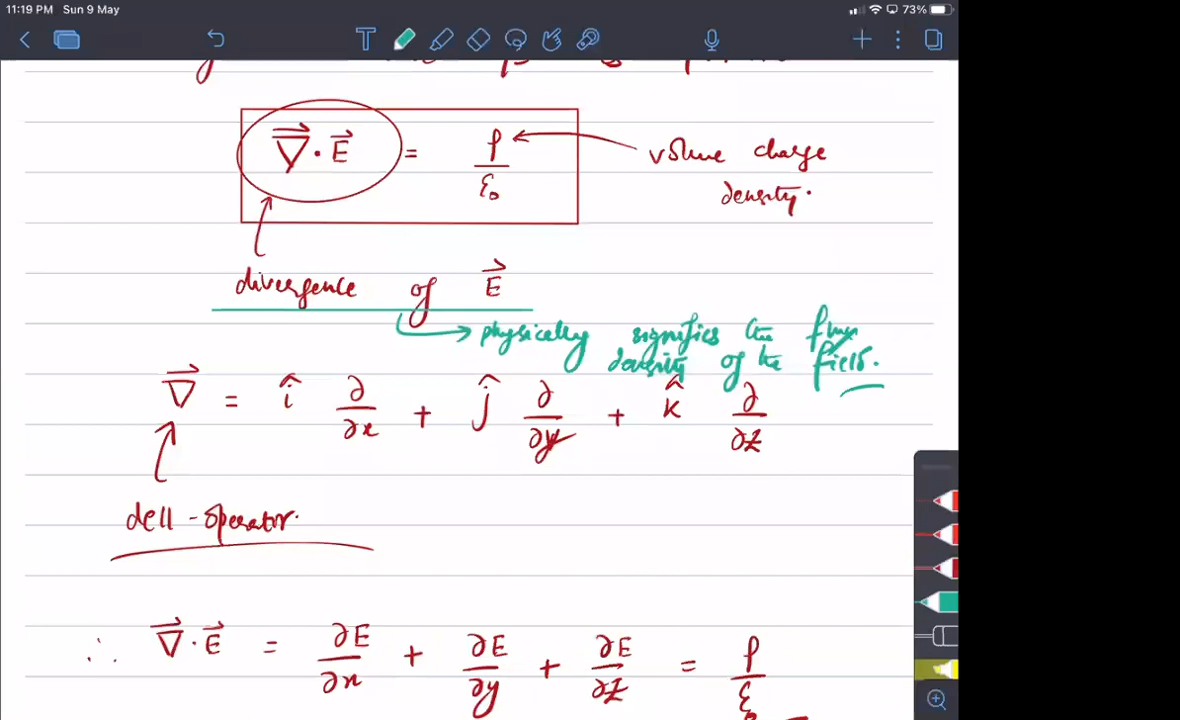 11:19 PM Sun 9 May 73%
∇⃗ · E⃗ = ρ/ε₀
volume charge
density.
divergence of E⃗
physically signifies the flux
density of the field.
∇⃗ = î ∂/∂x + ĵ ∂/∂y + k̂ ∂/∂z
dell-operator.
∴ ∇⃗ · E⃗ = ∂E/∂x + ∂E/∂y + ∂E/∂z = ρ/ε₀